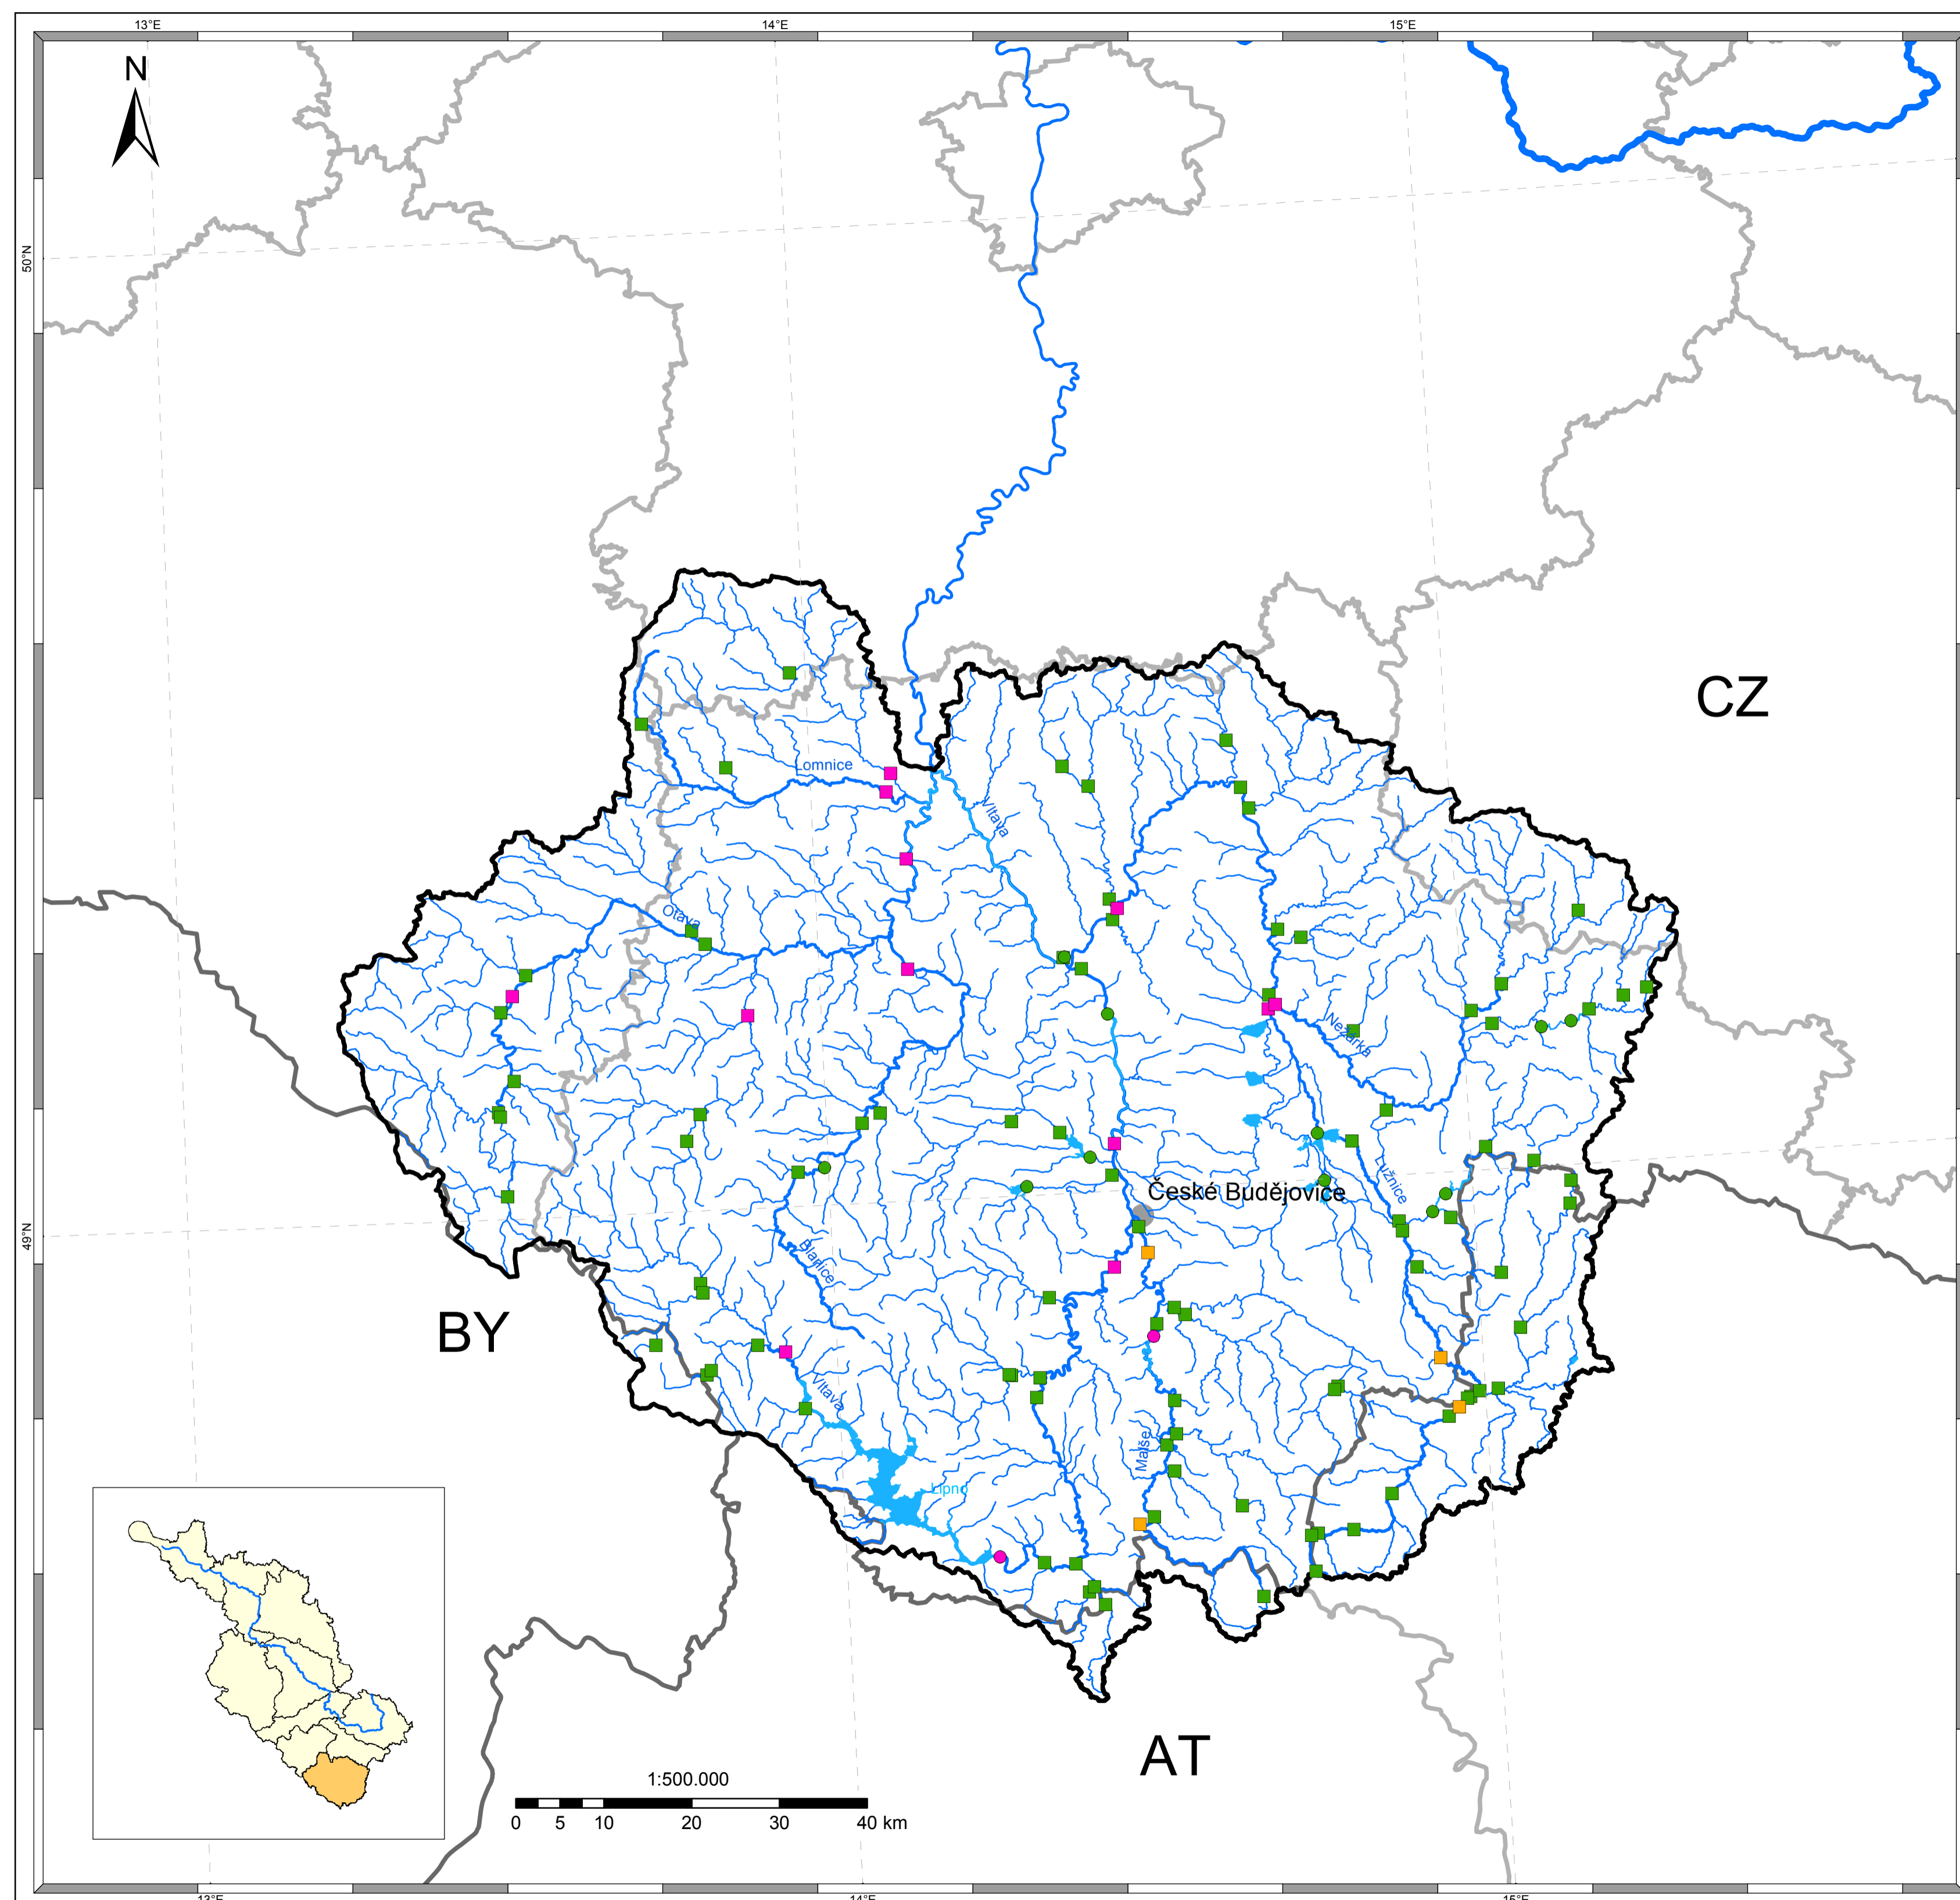 13°E
14°E
15°E
N
50°N
CZ
Lomnice
Vltava
Otava
Nežárka
Lužnice
České Budějovice
49°N
Blanice
BY
Vltava
Malše
Lipno
AT
1:500.000
0 5 10 20 30 40 km
13°E
14°E
15°E